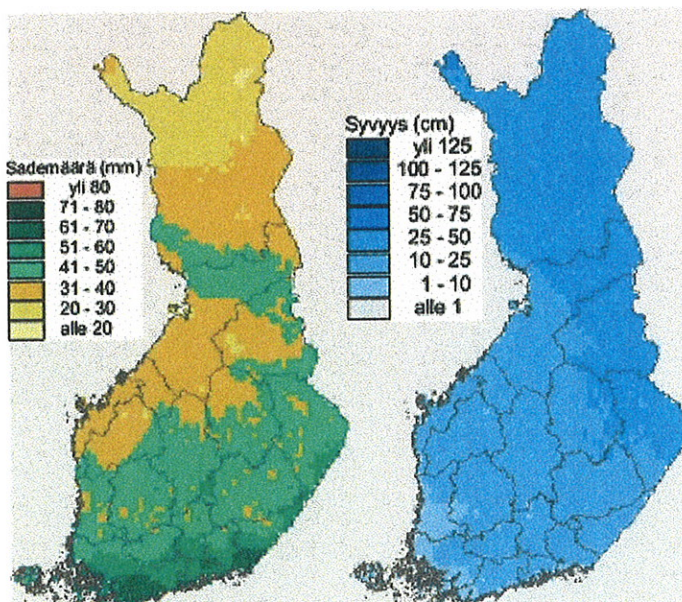 Sademäärä (mm)
yli 80
71 - 80
61 - 70
51 - 60
41 - 50
31 - 40
20 - 30
alle 20
Syvyys (cm)
yli 125
100 - 125
75 - 100
50 - 75
25 - 50
10 - 25
1 - 10
alle 1